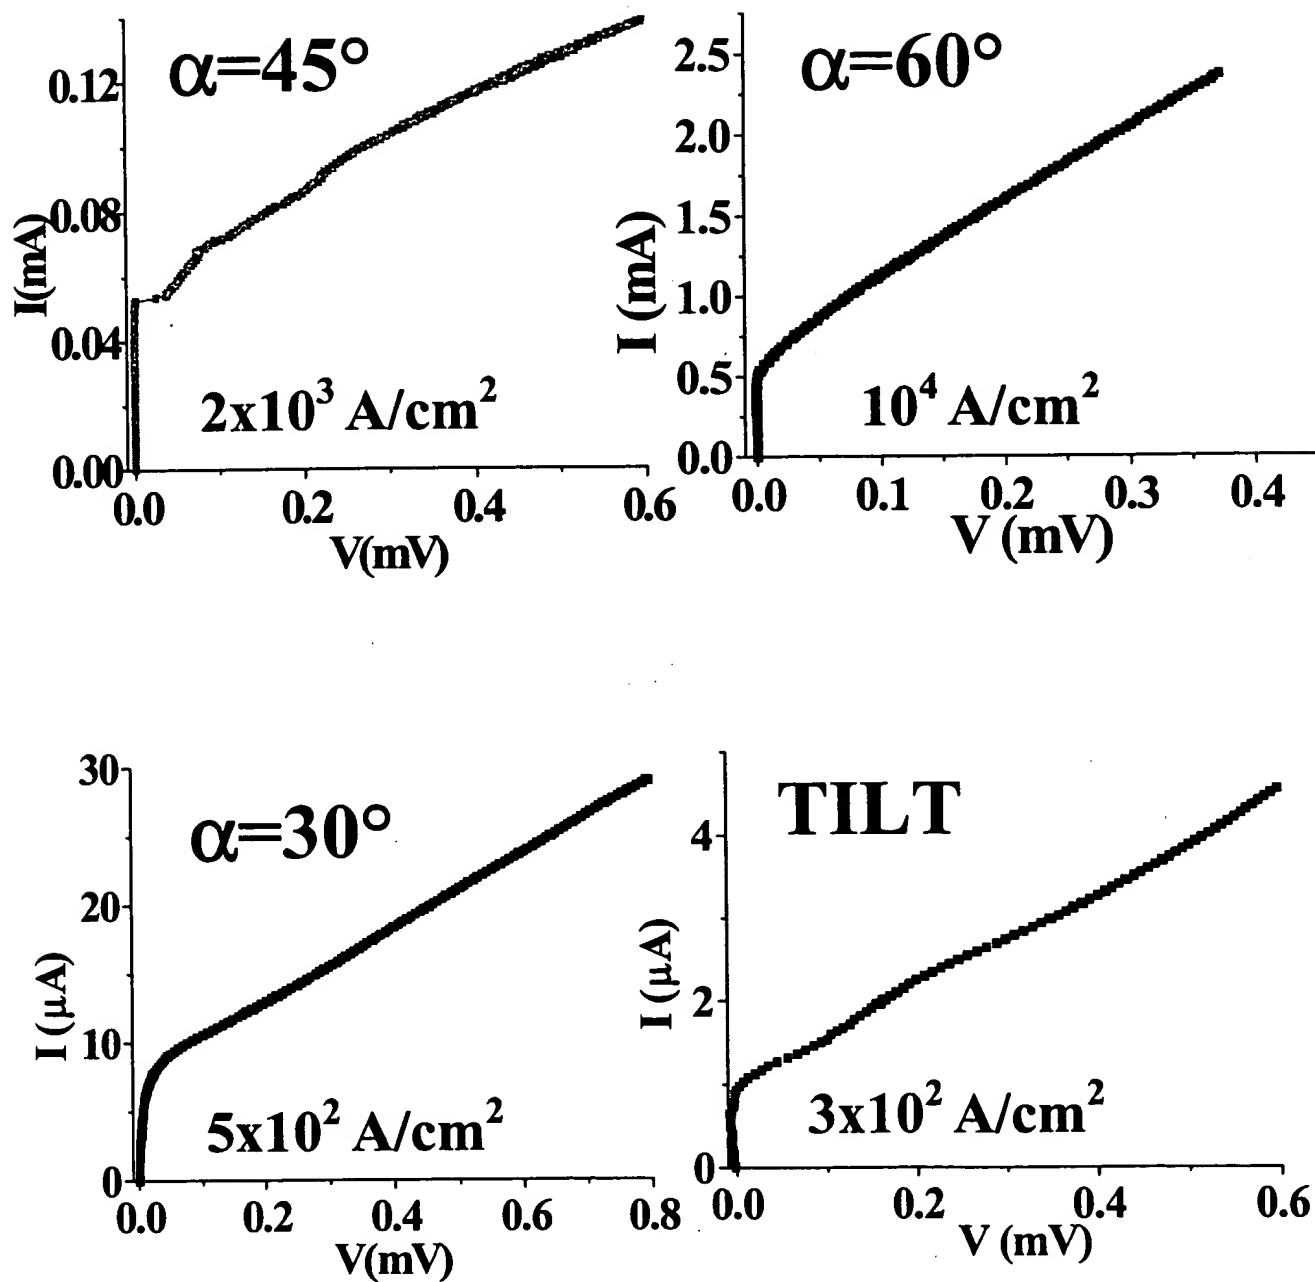 α=45°
0.12
0.08
0.04
0.00
I(mA)
2x10³ A/cm²
0.0 0.2 0.4 0.6
V(mV)
α=60°
2.5
2.0
1.5
1.0
0.5
0.0
I (mA)
10⁴ A/cm²
0.0 0.1 0.2 0.3 0.4
V (mV)
α=30°
30
20
10
0
I (μA)
5x10² A/cm²
0.0 0.2 0.4 0.6 0.8
V(mV)
TILT
4
2
0
I (μA)
3x10² A/cm²
0.0 0.2 0.4 0.6
V (mV)